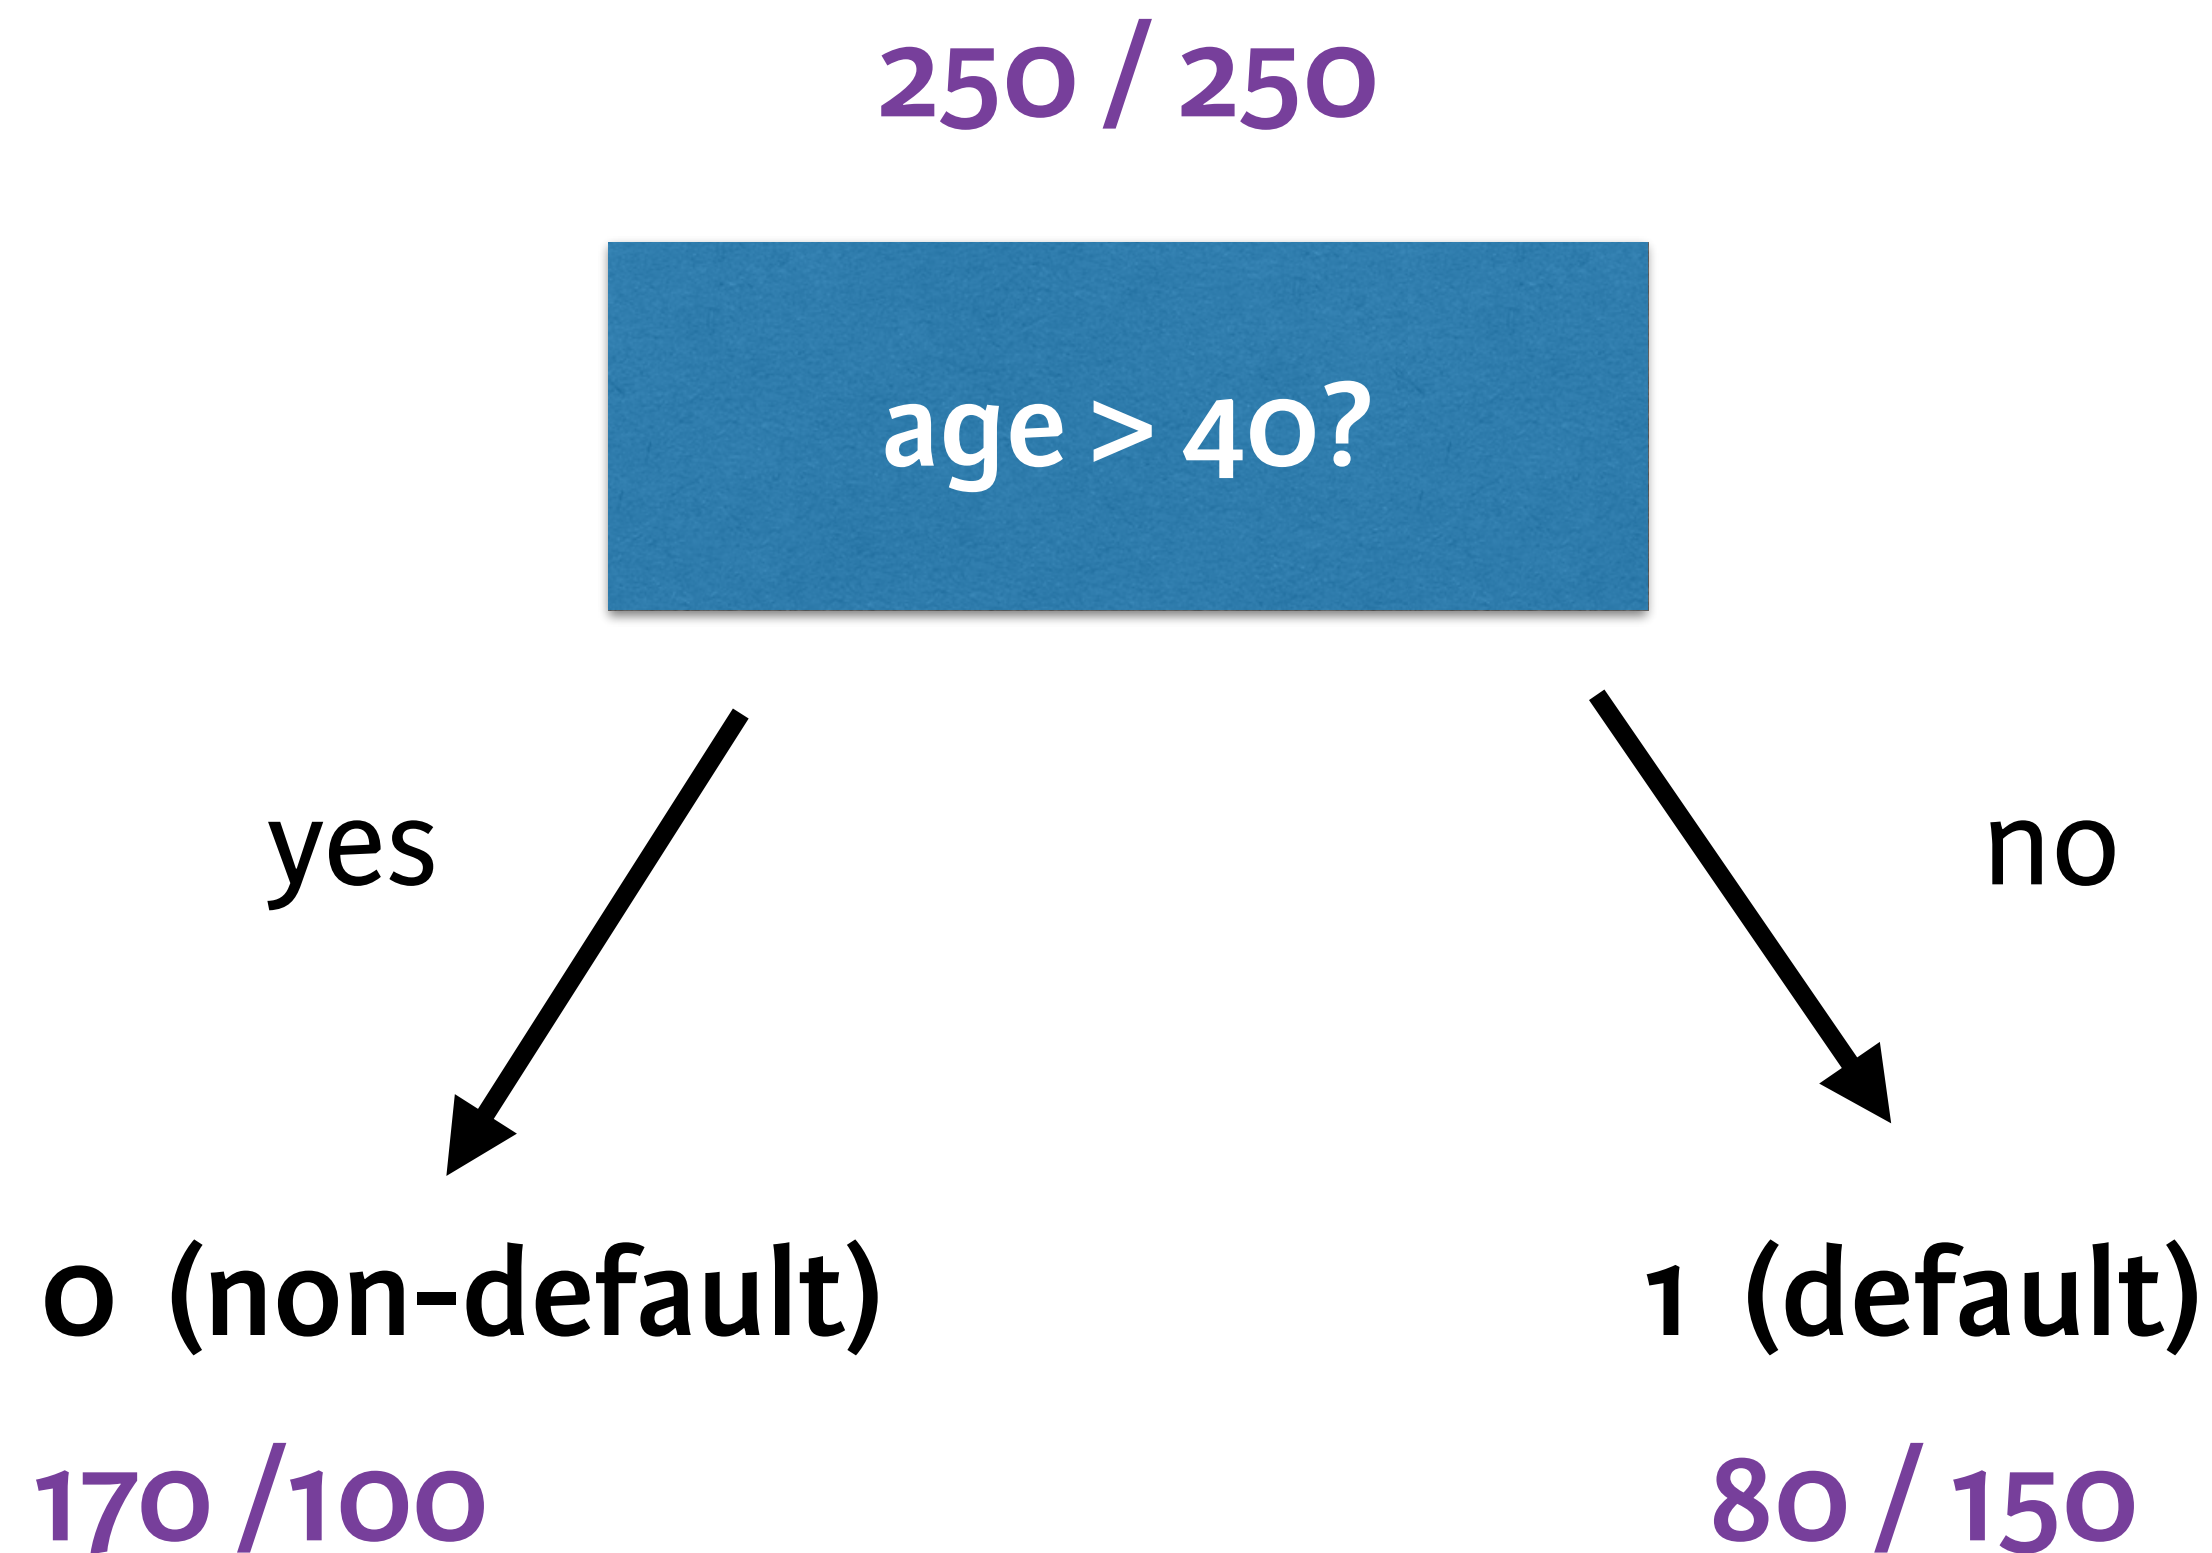 250 / 250
age > 40?
yes
no
0 (non-default)
1 (default)
170 /100
80 / 150